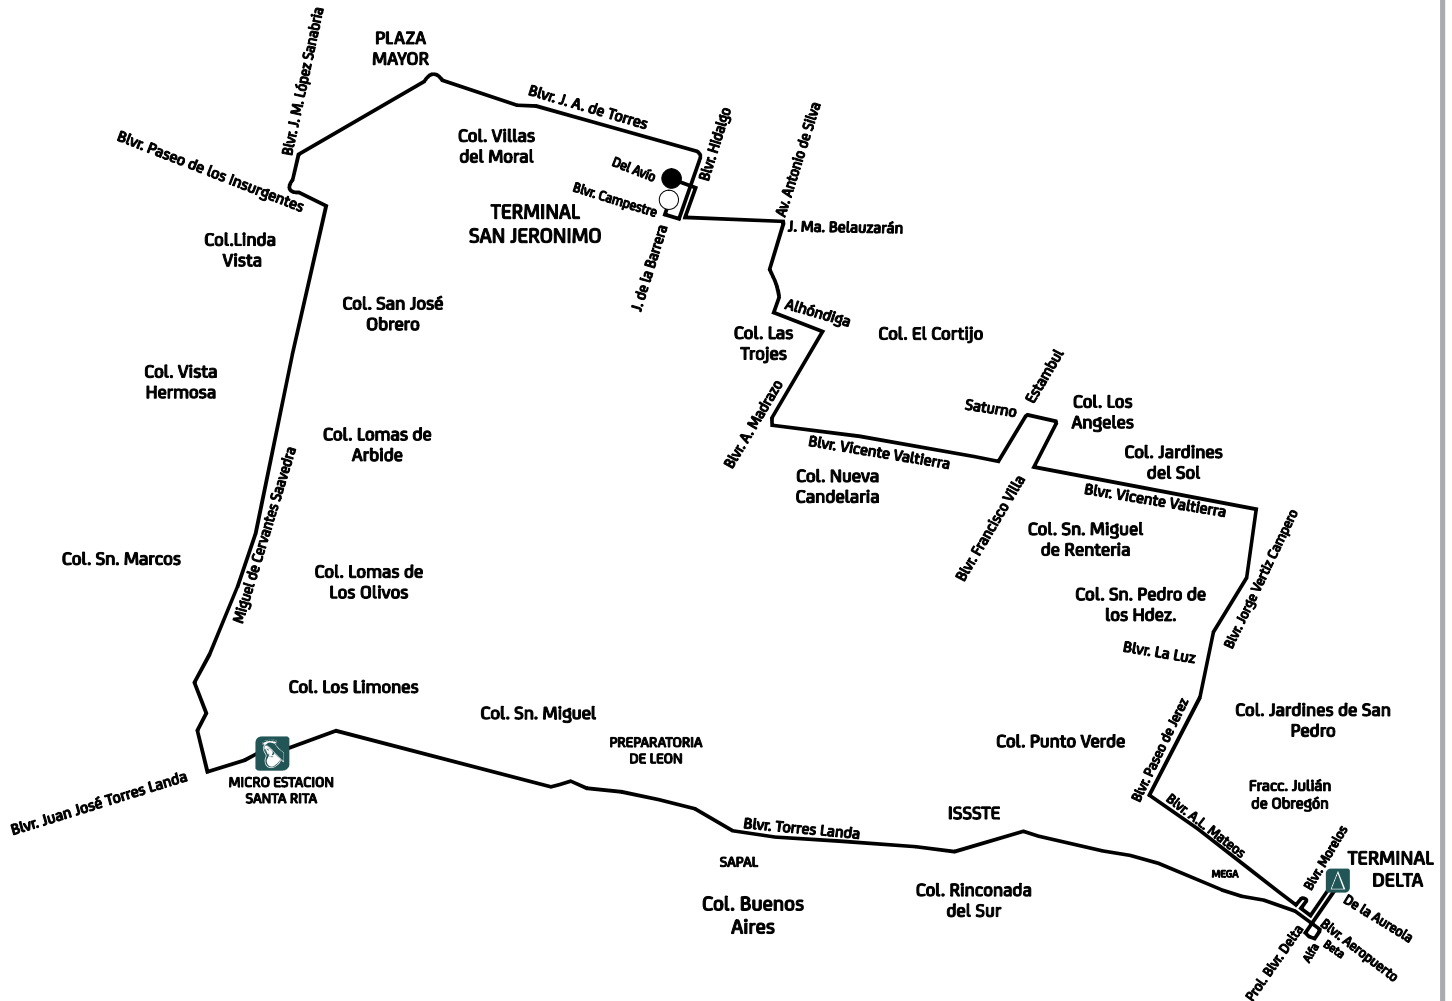 PLAZA
MAYOR
Blvr. J. M. López Sanabria
Blvr. Paseo de los Insurgentes
Blvr. J. A. de Torres
Col. Villas
del Moral
Blvr. Hidalgo
Av. Antonio de Silva
Del Avío
Blvr. Campestre
TERMINAL
SAN JERONIMO
J. de la Barrera
J. Ma. Belauzarán
Col.Linda
Vista
Col. San José
Obrero
Alhóndiga
Col. Las
Trojes
Col. El Cortijo
Col. Vista
Hermosa
Blvr. A. Madrazo
Saturno
Estambul
Col. Los
Angeles
Col. Lomas de
Arbide
Blvr. Vicente Valtierra
Col. Nueva
Candelaria
Col. Jardines
del Sol
Blvr. Vicente Valtierra
Blvr. Francisco Villa
Miguel de Cervantes Saavedra
Col. Sn. Marcos
Col. Lomas de
Los Olivos
Col. Sn. Miguel
de Renteria
Blvr. Jorge Vertiz Campero
Col. Sn. Pedro de
los Hdez.
Blvr. La Luz
Col. Los Limones
Col. Sn. Miguel
PREPARATORIA
DE LEON
Col. Punto Verde
Blvr. Paseo de Jerez
Col. Jardines de San
Pedro
MICRO ESTACION
SANTA RITA
Blvr. Juan José Torres Landa
Fracc. Julián
de Obregón
Blvr. A.L. Mateos
ISSSTE
Blvr. Torres Landa
SAPAL
MEGA
Blvr. Morelos
TERMINAL
DELTA
Col. Buenos
Aires
Col. Rinconada
del Sur
De la Aureola
Blvr. Aeropuerto
Prol. Blvr. Delta
Alfa
Beta